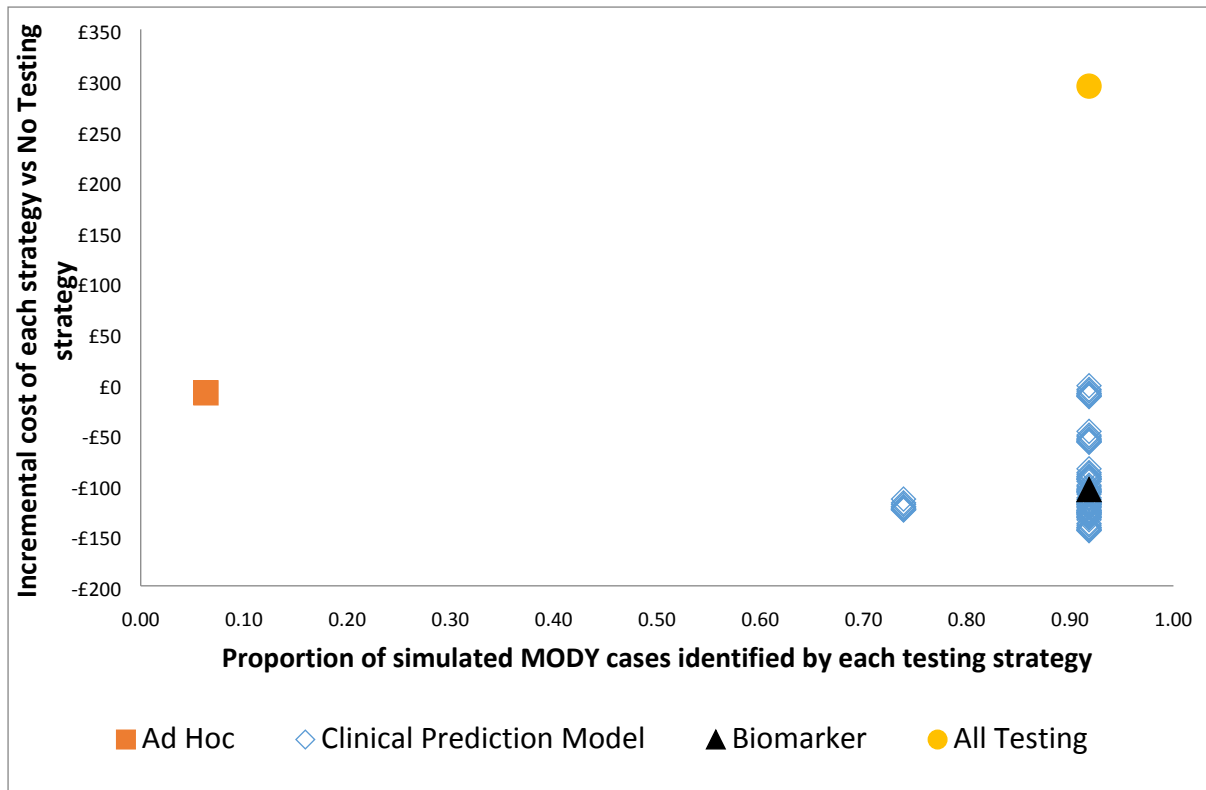 Incremental cost of each strategy vs No Testing
strategy
£350
£300
£250
£200
£150
£100
£50
£0
-£50
-£100
-£150
-£200
0.00 0.10 0.20 0.30 0.40 0.50 0.60 0.70 0.80 0.90 1.00
Proportion of simulated MODY cases identified by each testing strategy
Ad Hoc Clinical Prediction Model Biomarker All Testing